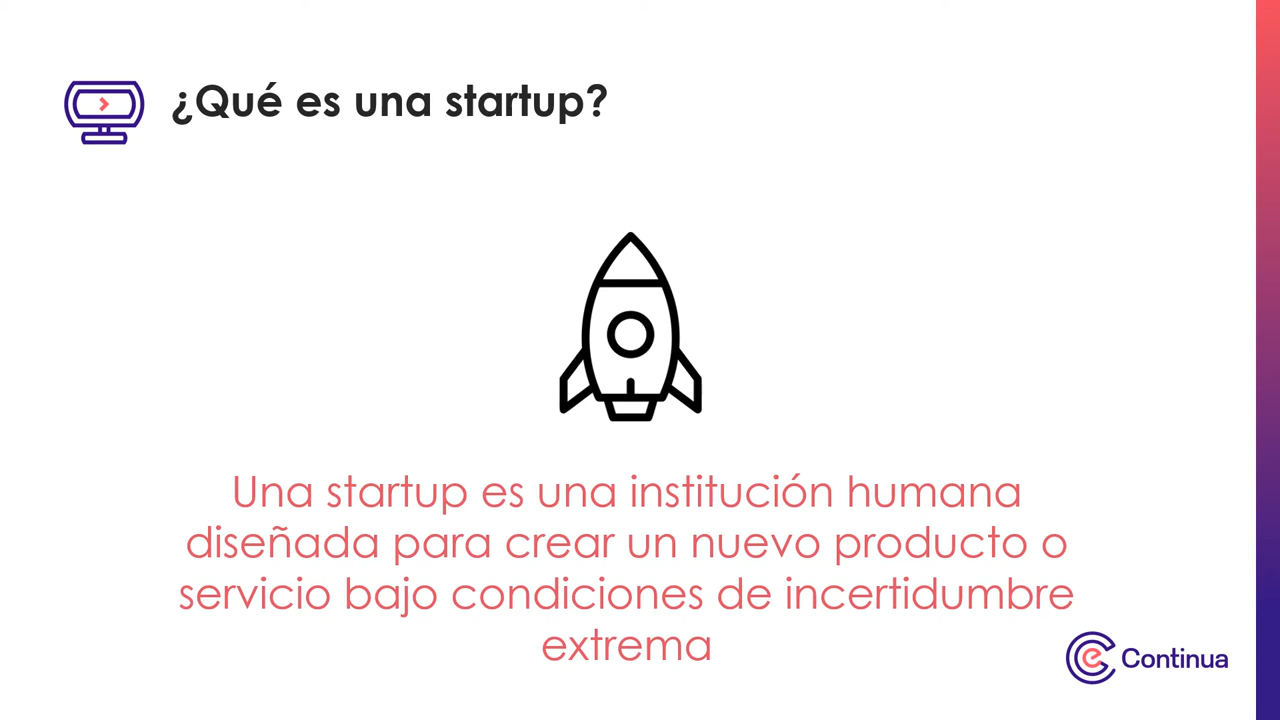 ¿Qué es una startup?
Una startup es una institución humana
diseñada para crear un nuevo producto o
servicio bajo condiciones de incertidumbre
extrema
e Continua